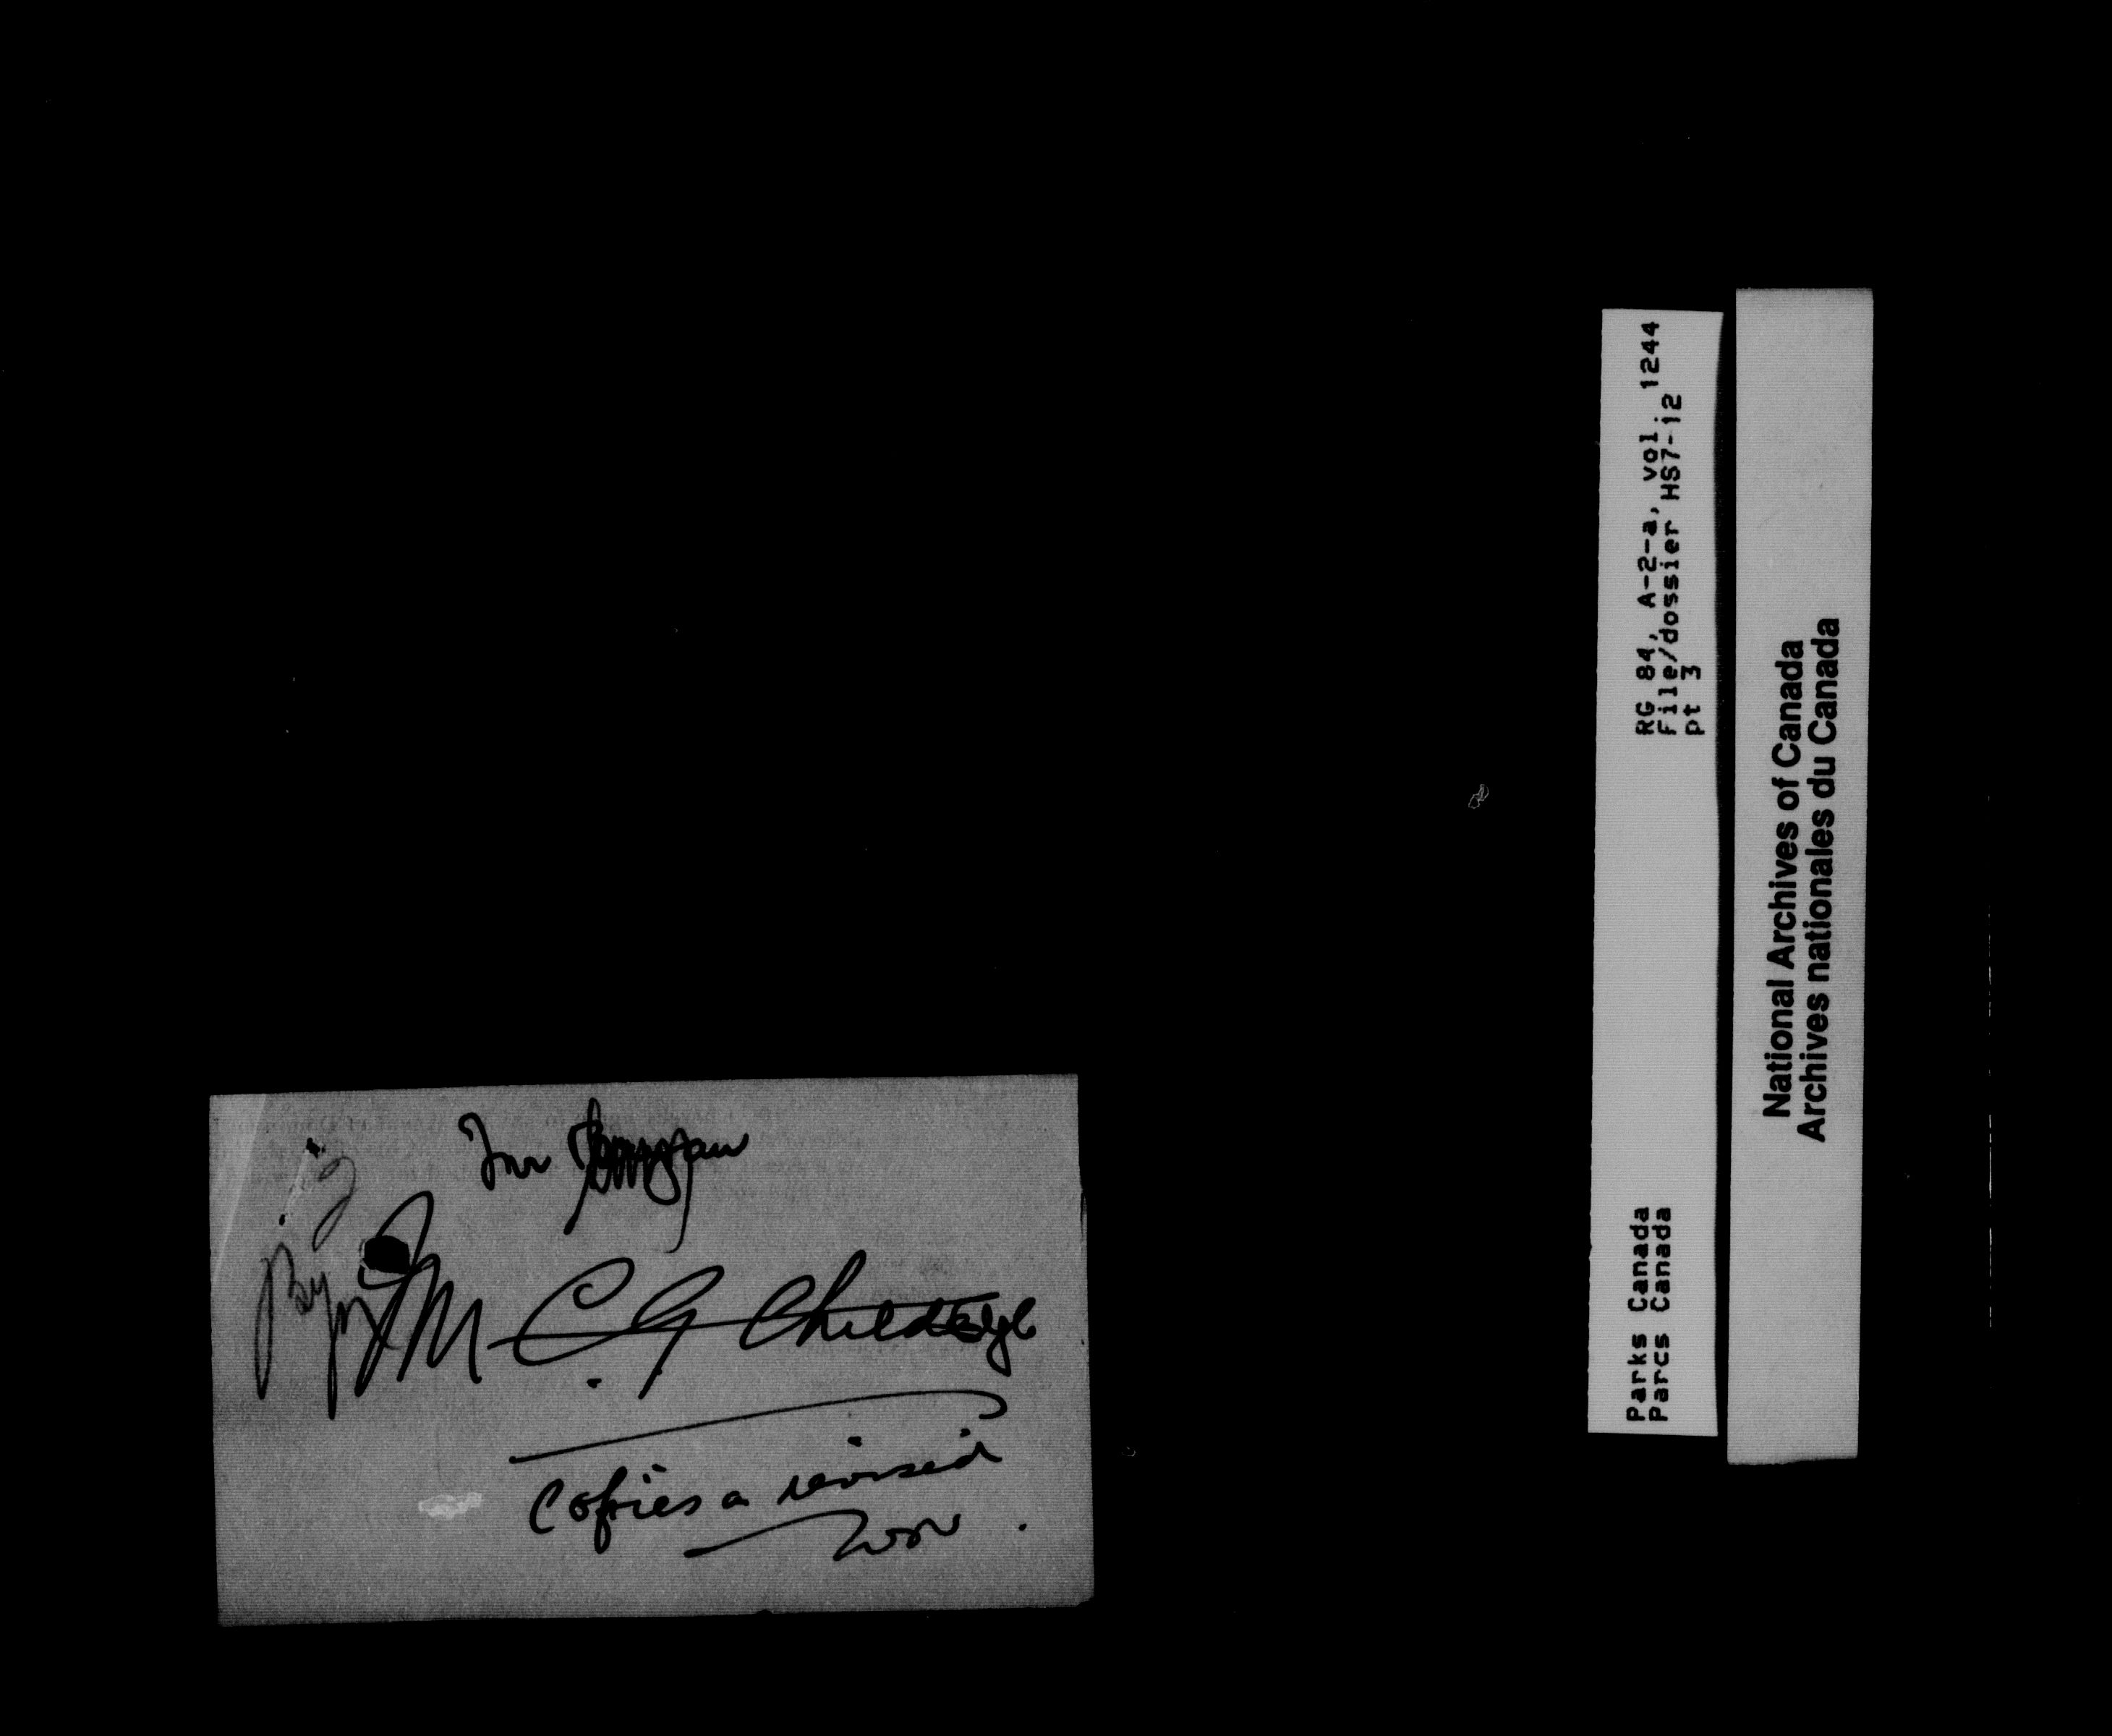 C. G. Childe
Copies a revised
RG 84, A-2-a, vol. 1244
File/dossier HS7-12
pt 3
Parks Canada
Parcs Canada
National Archives of Canada
Archives nationales du Canada